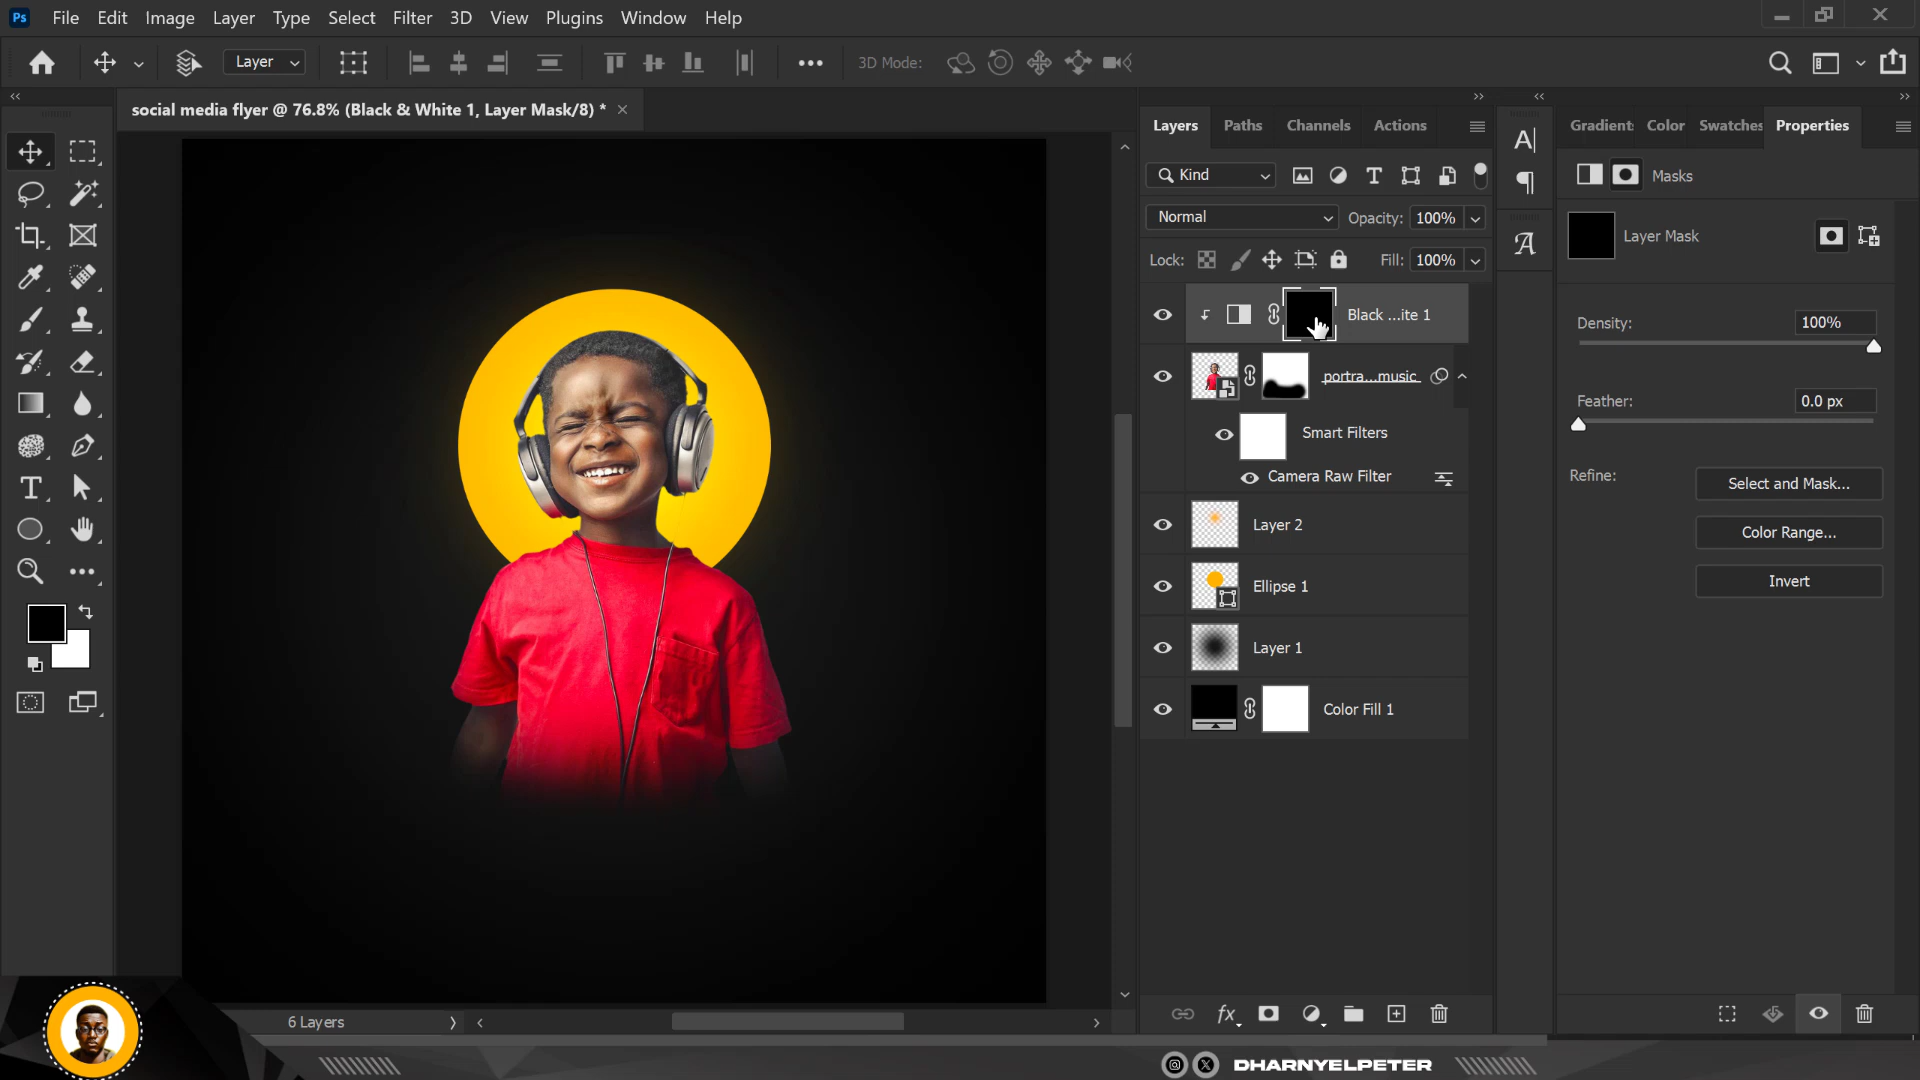 Ps File Edit Image Layer Type Select Filter 3D View Plugins Window Help
Layer 3D Mode:
social media flyer @ 76.8% (Black & White 1, Layer Mask/8) *
Layers Paths Channels Actions
Gradient Color Swatches Properties
Kind
Masks
Normal Opacity: 100%
Layer Mask
Lock: Fill: 100%
Black ...ite 1
Density: 100%
portra...music
Feather: 0.0 px
Smart Filters
Camera Raw Filter
Refine: Select and Mask...
Layer 2
Color Range...
Ellipse 1
Invert
Layer 1
Color Fill 1
6 Layers
fx
DHARNYELPETER